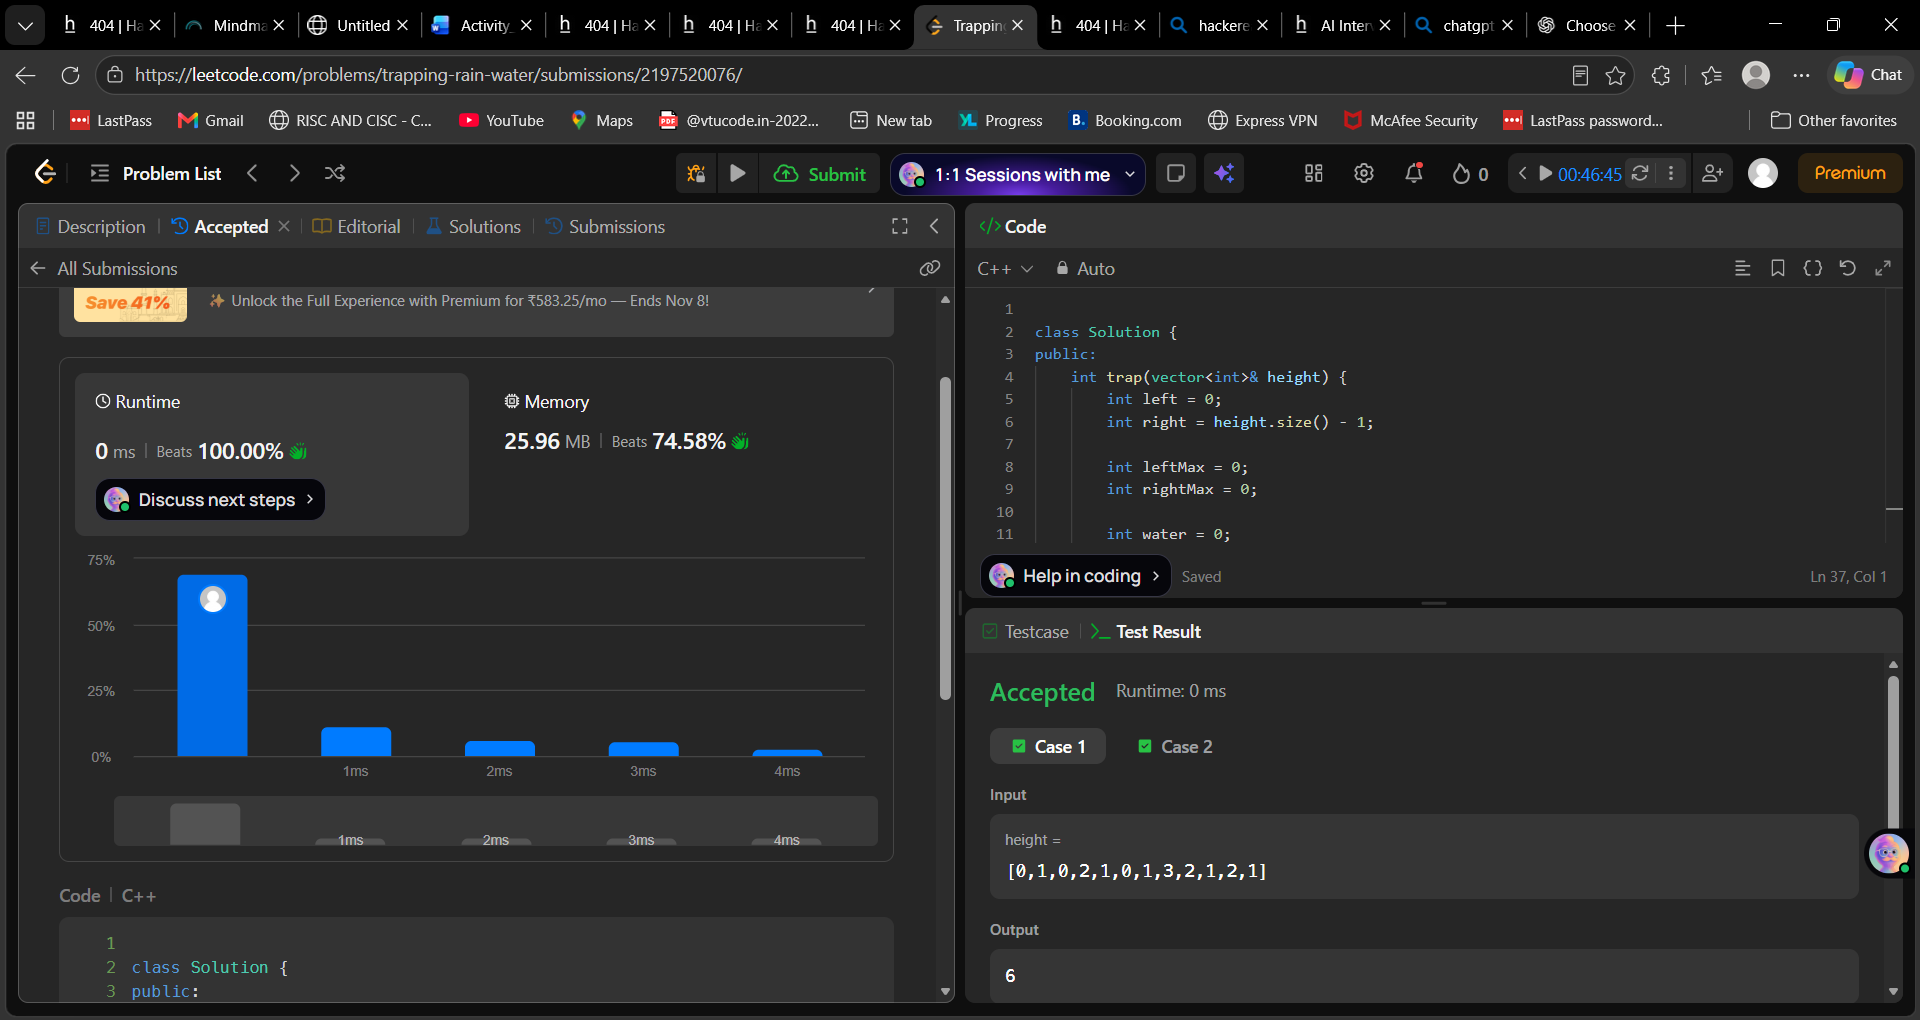 404 | Ha
Mindma
Untitled
Activity_
404 | Ha
404 | Ha
404 | Ha
Trapping
404 | Ha
hackere
AI Inter
chatgpt
Choose
https://leetcode.com/problems/trapping-rain-water/submissions/2197520076/
Chat
LastPass
Gmail
RISC AND CISC - C...
YouTube
Maps
@vtucode.in-2022...
New tab
Progress
Booking.com
Express VPN
McAfee Security
LastPass password...
Other favorites
Problem List
Submit
1:1 Sessions with me
0
00:46:45
Premium
Description
Accepted
Editorial
Solutions
Submissions
All Submissions
Save 41%
✨ Unlock the Full Experience with Premium for ₹583.25/mo — Ends Nov 8!
Runtime
0 ms | Beats 100.00%
Discuss next steps >
Memory
25.96 MB | Beats 74.58%
75%
50%
25%
0%
1ms
2ms
3ms
4ms
1ms
2ms
3ms
4ms
Code | C++
1
2 class Solution {
3 public:
</> Code
C++
Auto
1
2 class Solution {
3 public:
4 int trap(vector<int>& height) {
5 int left = 0;
6 int right = height.size() - 1;
7
8 int leftMax = 0;
9 int rightMax = 0;
10
11 int water = 0;
Help in coding >
Saved
Ln 37, Col 1
Testcase
Test Result
Accepted
Runtime: 0 ms
Case 1
Case 2
Input
height =
[0,1,0,2,1,0,1,3,2,1,2,1]
Output
6